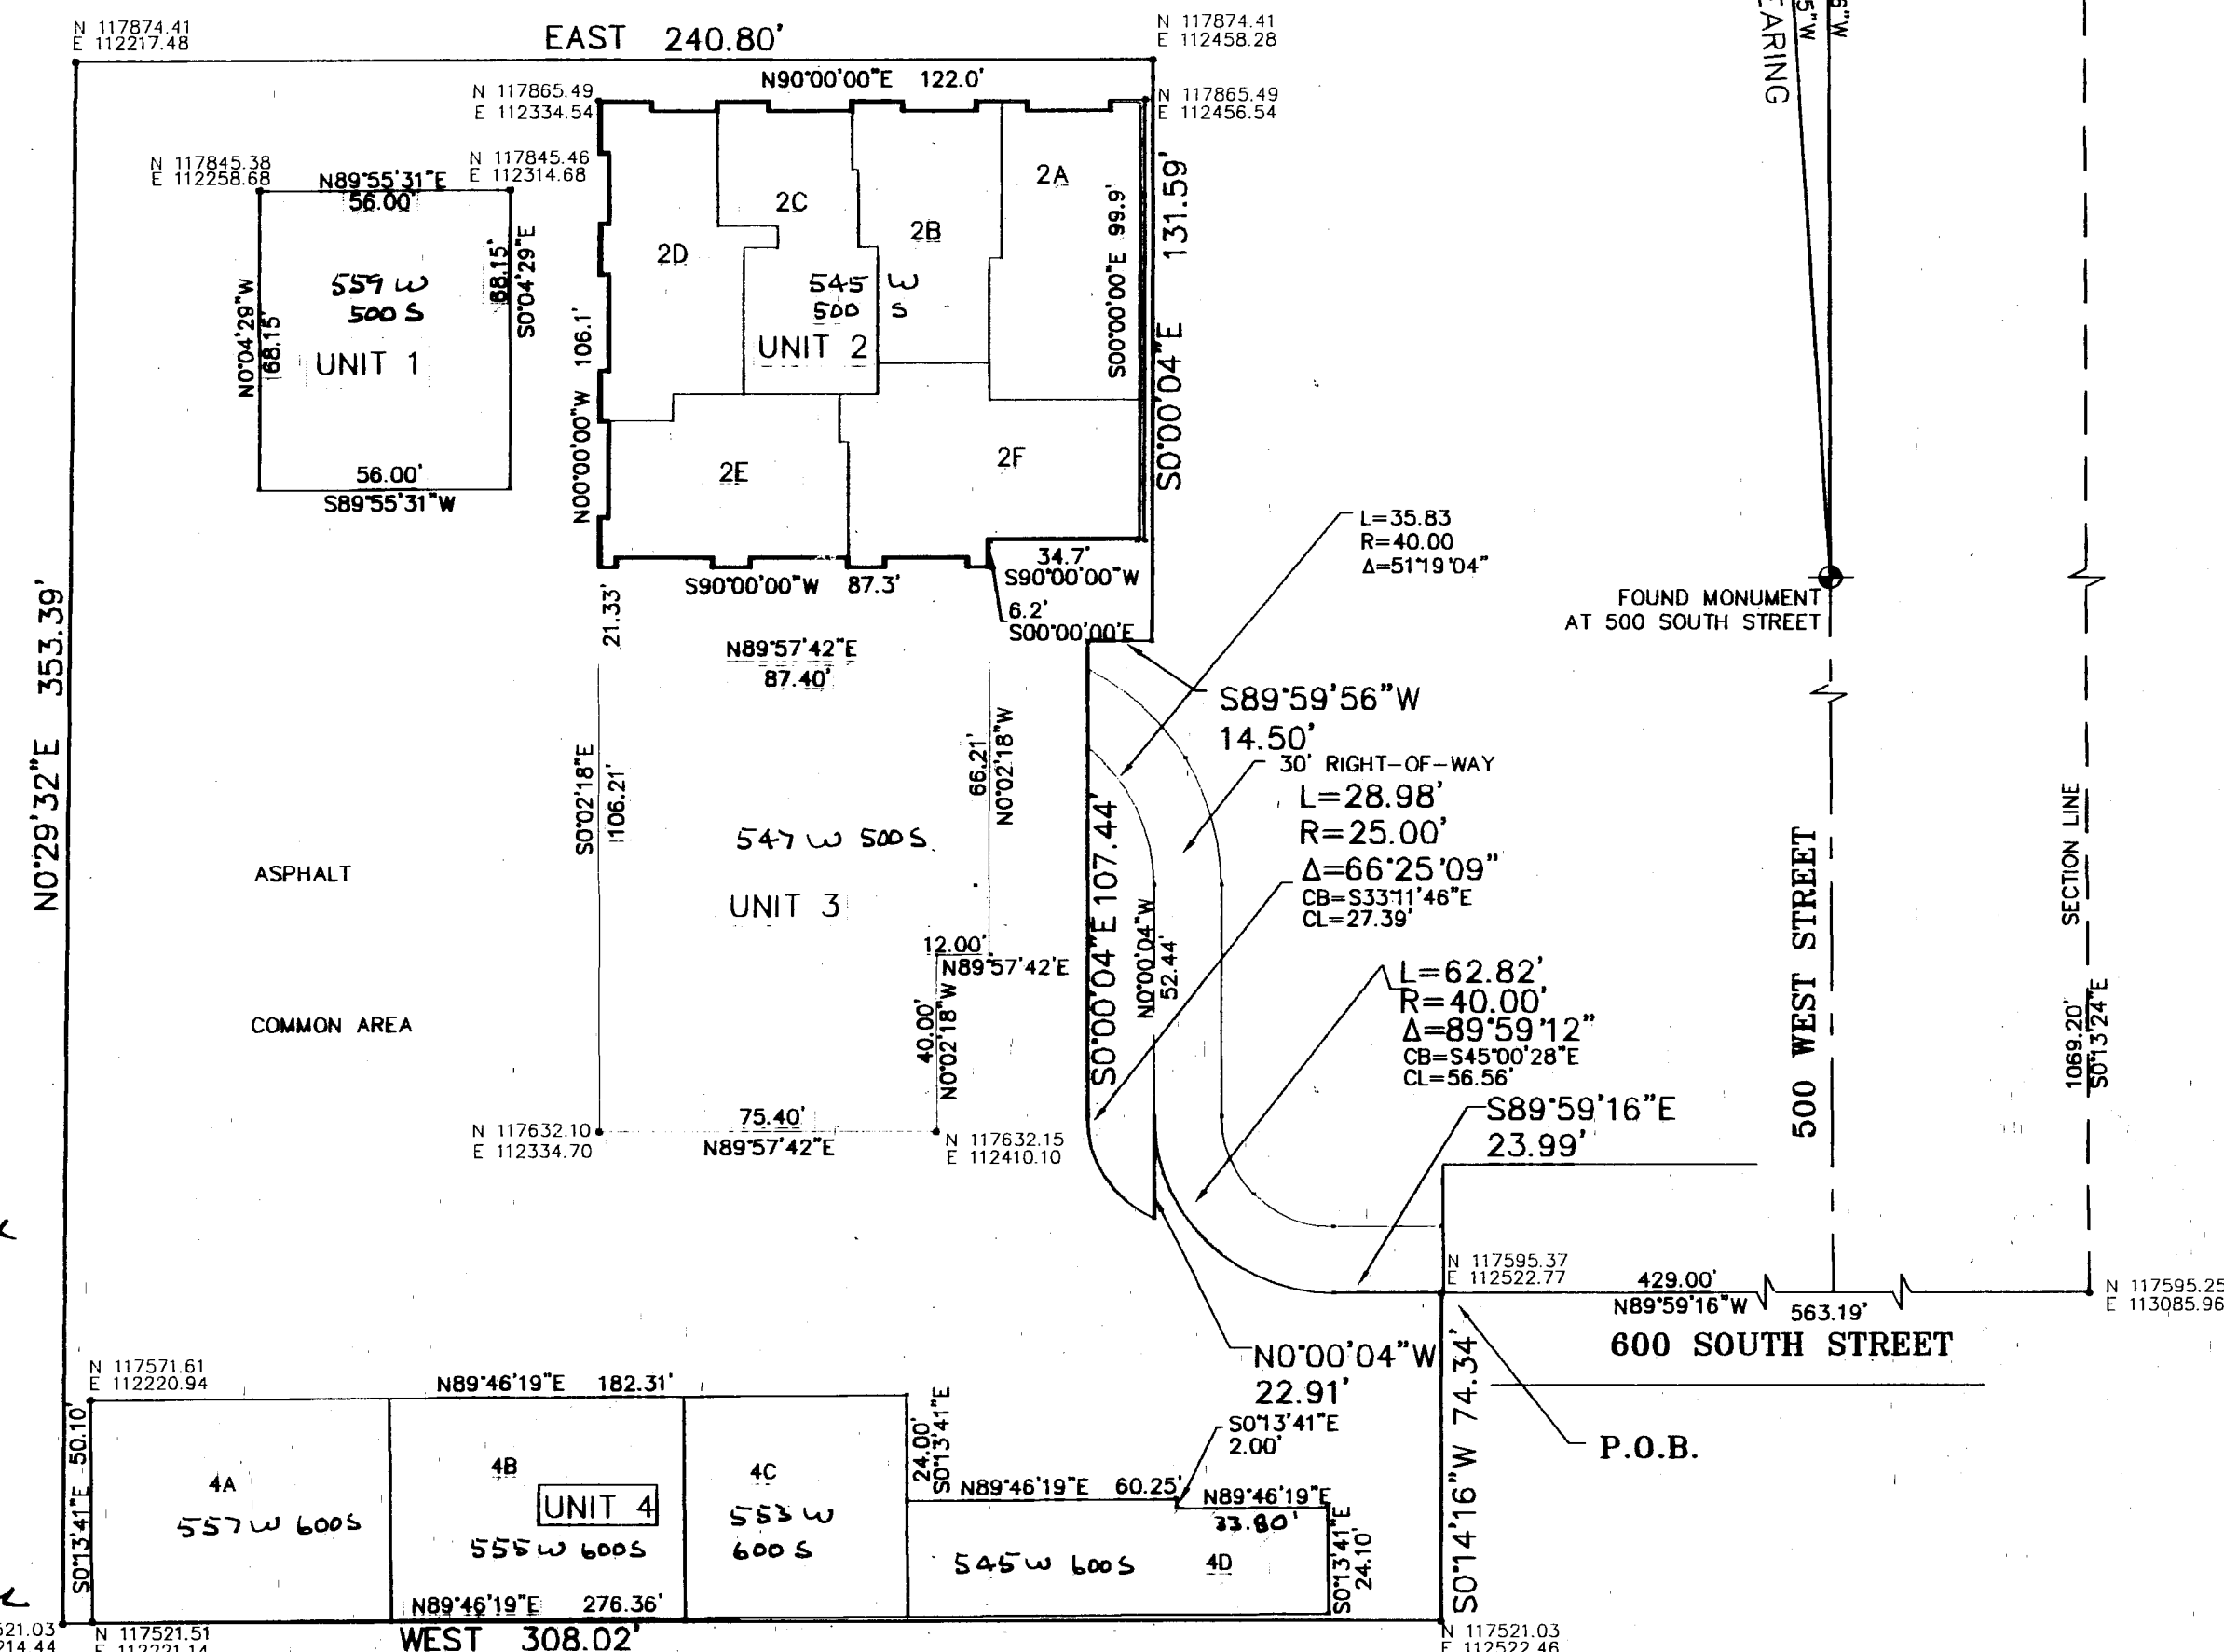 N 117874.41
E 112217.48
EAST 240.80'
N 117874.41
E 112458.28
N90°00'00"E 122.0'
N 117865.49
E 112334.54
N 117865.49
E 112456.54
N 117845.38
E 112258.68
N 117845.46
E 112314.68
N89°55'31"E
56.00'
N0°04'29"W
68.15'
68.15'
S0°04'29"E
559 W
500 S
UNIT 1
56.00'
S89°55'31"W
2A
2B
2C
2D
2E
2F
545 W
500 S
UNIT 2
N00°00'00"W 106.1'
S00°00'00"E 99.9'
S0°00'04"E 131.59'
34.7'
S90°00'00"W
S90°00'00"W 87.3'
6.2'
S00°00'00"E
21.33'
N89°57'42"E
87.40'
S0°02'18"E
106.21'
66.21'
N0°02'18"W
547 W 500 S
UNIT 3
12.00'
N89°57'42'E
40.00'
N0°02'18"W
75.40'
N89°57'42"E
N 117632.10
E 112334.70
N 117632.15
E 112410.10
N0°29'32"E 353.39'
ASPHALT
COMMON AREA
L=35.83
R=40.00
Δ=51°19'04"
S89°59'56"W
14.50'
30' RIGHT-OF-WAY
L=28.98'
R=25.00'
Δ=66°25'09"
CB=S33°11'46"E
CL=27.39'
S0°00'04"E 107.44'
N0°00'04"W
52.44'
L=62.82'
R=40.00'
Δ=89°59'12"
CB=S45°00'28"E
CL=56.56'
S89°59'16"E
23.99'
EARING
5"W
"W
FOUND MONUMENT
AT 500 SOUTH STREET
500 WEST STREET
SECTION LINE
1069.20'
S0°13'24"E
N 117595.37
E 112522.77
429.00'
N89°59'16"W
563.19'
N 117595.25
E 113085.96
600 SOUTH STREET
N0°00'04"W
22.91'
P.O.B.
S0°14'16"W 74.34'
N 117571.61
E 112220.94
N89°46'19"E 182.31'
S0°13'41"E 50.10'
24.00'
S0°13'41"E
S0°13'41"E
2.00'
N89°46'19"E 60.25'
N89°46'19"E
33.80'
S0°13'41"E
24.10'
4A
557 W 600 S
4B
UNIT 4
555 W 600 S
4C
553 W
600 S
545 W 600 S
4D
N89°46'19"E 276.36'
WEST 308.02'
521.03
214.44
N 117521.51
E 112221.14
N 117521.03
E 112522.46